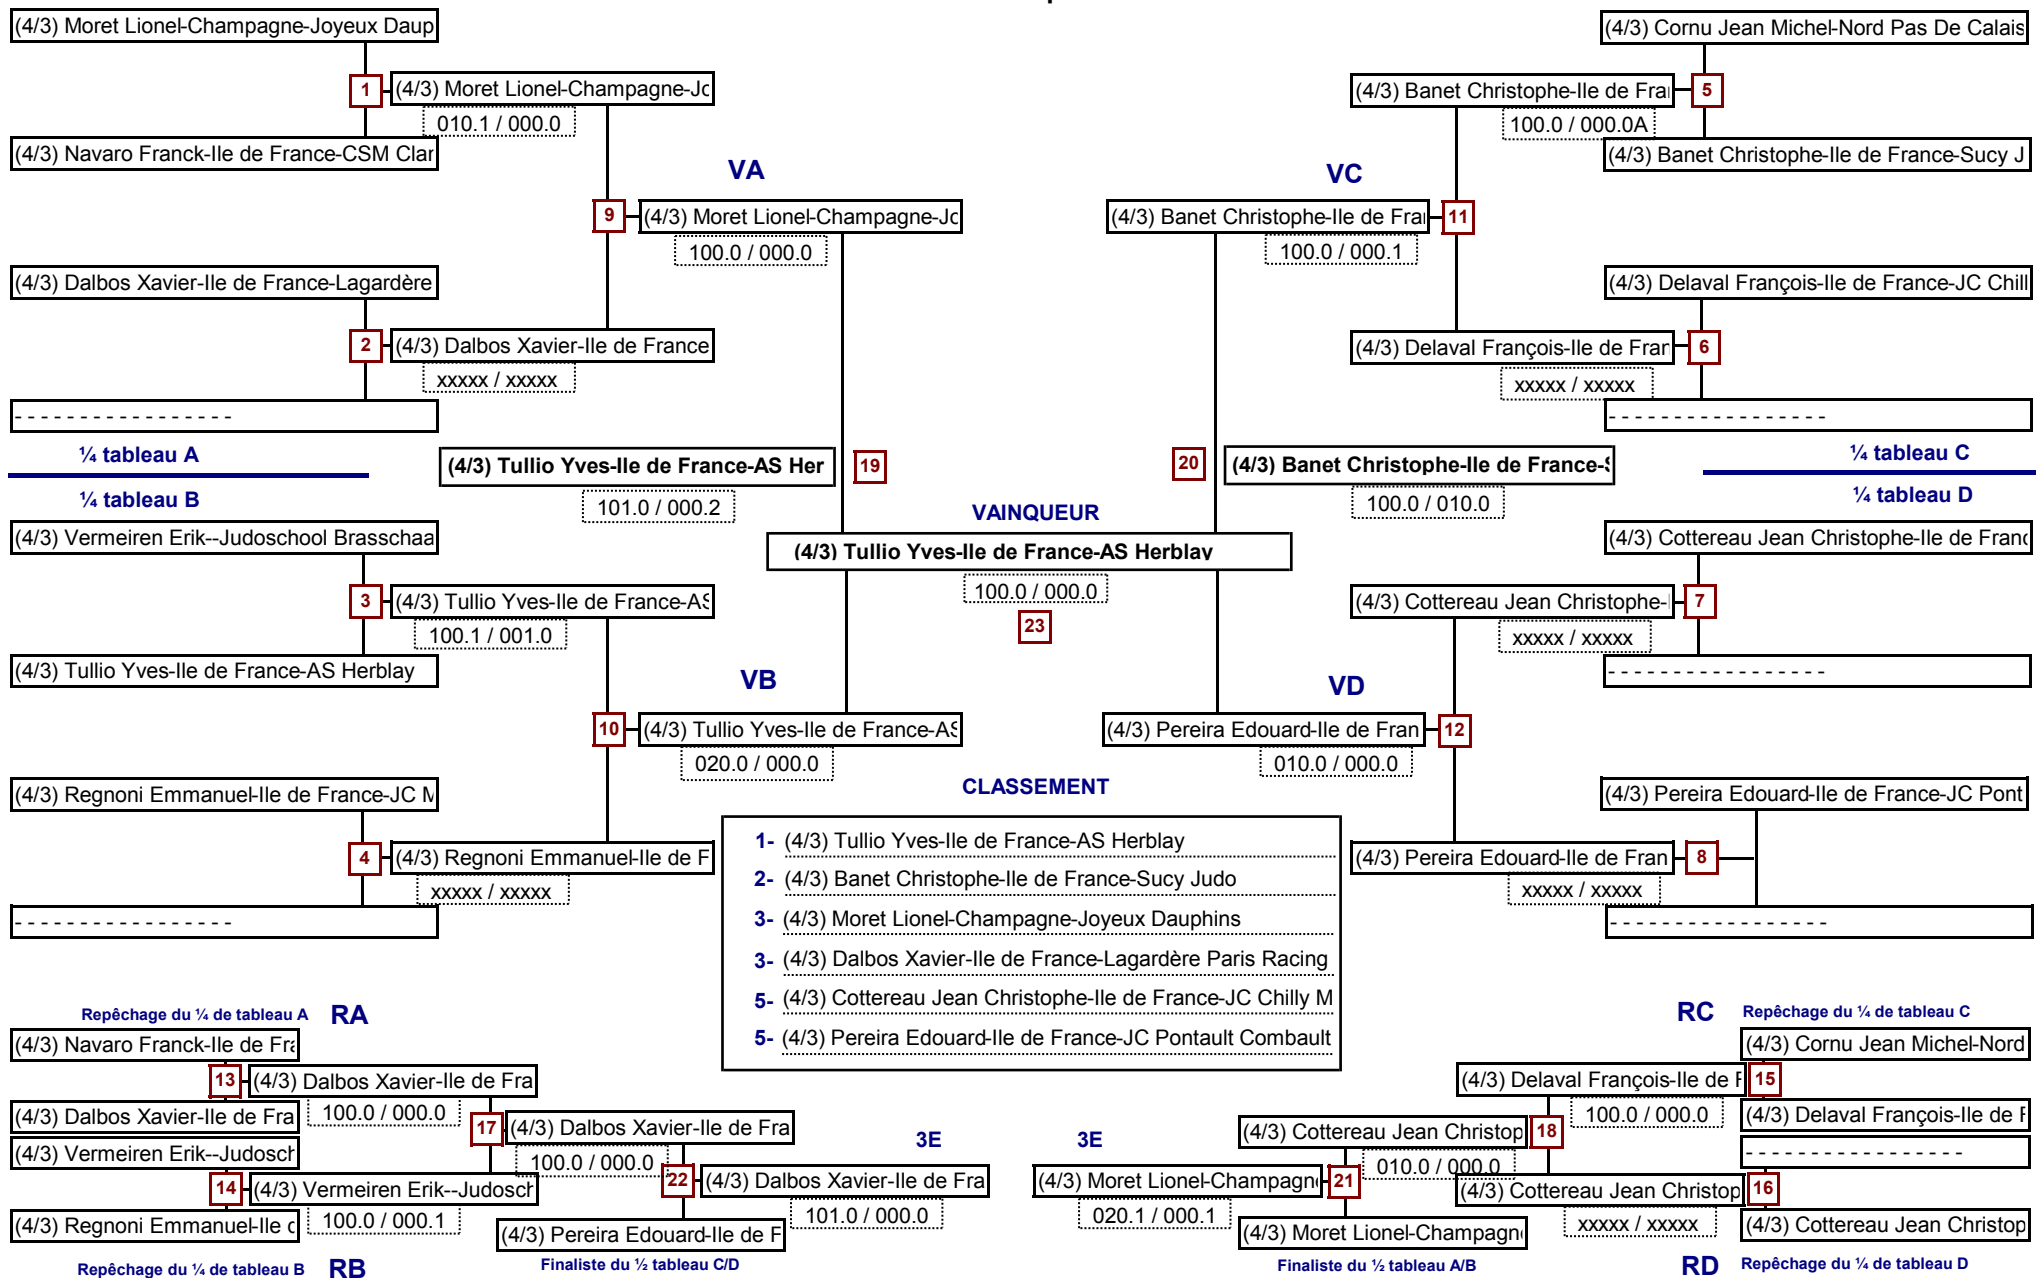 (4/3) Moret Lionel-Champagne-Joyeux Daup
1
(4/3) Moret Lionel-Champagne-Jo
010.1 / 000.0
(4/3) Navaro Franck-Ile de France-CSM Clar
VA
9
(4/3) Moret Lionel-Champagne-Jo
100.0 / 000.0
(4/3) Dalbos Xavier-Ile de France-Lagardère
2
(4/3) Dalbos Xavier-Ile de France
xxxxx / xxxxx
- - - - - - - - - - - - - - - - -
¼ tableau A
¼ tableau B
(4/3) Tullio Yves-Ile de France-AS Her
19
101.0 / 000.2
(4/3) Vermeiren Erik--Judoschool Brasschaa
3
(4/3) Tullio Yves-Ile de France-AS
100.1 / 001.0
(4/3) Tullio Yves-Ile de France-AS Herblay
VB
10
(4/3) Tullio Yves-Ile de France-AS
020.0 / 000.0
(4/3) Regnoni Emmanuel-Ile de France-JC M
4
(4/3) Regnoni Emmanuel-Ile de F
xxxxx / xxxxx
- - - - - - - - - - - - - - - - -
(4/3) Cornu Jean Michel-Nord Pas De Calais
(4/3) Banet Christophe-Ile de Fra
5
100.0 / 000.0A
(4/3) Banet Christophe-Ile de France-Sucy J
VC
(4/3) Banet Christophe-Ile de Fra
11
100.0 / 000.1
(4/3) Delaval François-Ile de France-JC Chill
(4/3) Delaval François-Ile de Fran
6
xxxxx / xxxxx
- - - - - - - - - - - - - - - - -
20
(4/3) Banet Christophe-Ile de France-S
100.0 / 010.0
¼ tableau C
¼ tableau D
VAINQUEUR
(4/3) Tullio Yves-Ile de France-AS Herblay
100.0 / 000.0
23
(4/3) Cottereau Jean Christophe-Ile de Franc
(4/3) Cottereau Jean Christophe-
7
xxxxx / xxxxx
- - - - - - - - - - - - - - - - -
VD
(4/3) Pereira Edouard-Ile de Fran
12
010.0 / 000.0
(4/3) Pereira Edouard-Ile de France-JC Pont
(4/3) Pereira Edouard-Ile de Fran
8
xxxxx / xxxxx
- - - - - - - - - - - - - - - - -
CLASSEMENT
1- (4/3) Tullio Yves-Ile de France-AS Herblay
2- (4/3) Banet Christophe-Ile de France-Sucy Judo
3- (4/3) Moret Lionel-Champagne-Joyeux Dauphins
3- (4/3) Dalbos Xavier-Ile de France-Lagardère Paris Racing
5- (4/3) Cottereau Jean Christophe-Ile de France-JC Chilly M
5- (4/3) Pereira Edouard-Ile de France-JC Pontault Combault
Repêchage du ¼ de tableau A RA
(4/3) Navaro Franck-Ile de Fra
13
(4/3) Dalbos Xavier-Ile de Fra
100.0 / 000.0
(4/3) Dalbos Xavier-Ile de Fra
17
(4/3) Dalbos Xavier-Ile de Fra
100.0 / 000.0
(4/3) Vermeiren Erik--Judosch
14
(4/3) Vermeiren Erik--Judosch
100.0 / 000.1
(4/3) Regnoni Emmanuel-Ile d
22
(4/3) Dalbos Xavier-Ile de Fra
101.0 / 000.0
3E
(4/3) Pereira Edouard-Ile de F
Finaliste du ½ tableau C/D
Repêchage du ¼ de tableau B RB
RC Repêchage du ¼ de tableau C
(4/3) Cornu Jean Michel-Nord
(4/3) Delaval François-Ile de F
15
100.0 / 000.0
(4/3) Delaval François-Ile de F
(4/3) Cottereau Jean Christop
18
010.0 / 000.0
- - - - - - - - - - - - - - - - -
(4/3) Cottereau Jean Christop
16
xxxxx / xxxxx
(4/3) Cottereau Jean Christop
3E
(4/3) Moret Lionel-Champagn
21
020.1 / 000.1
(4/3) Moret Lionel-Champagn
Finaliste du ½ tableau A/B
RD Repêchage du ¼ de tableau D